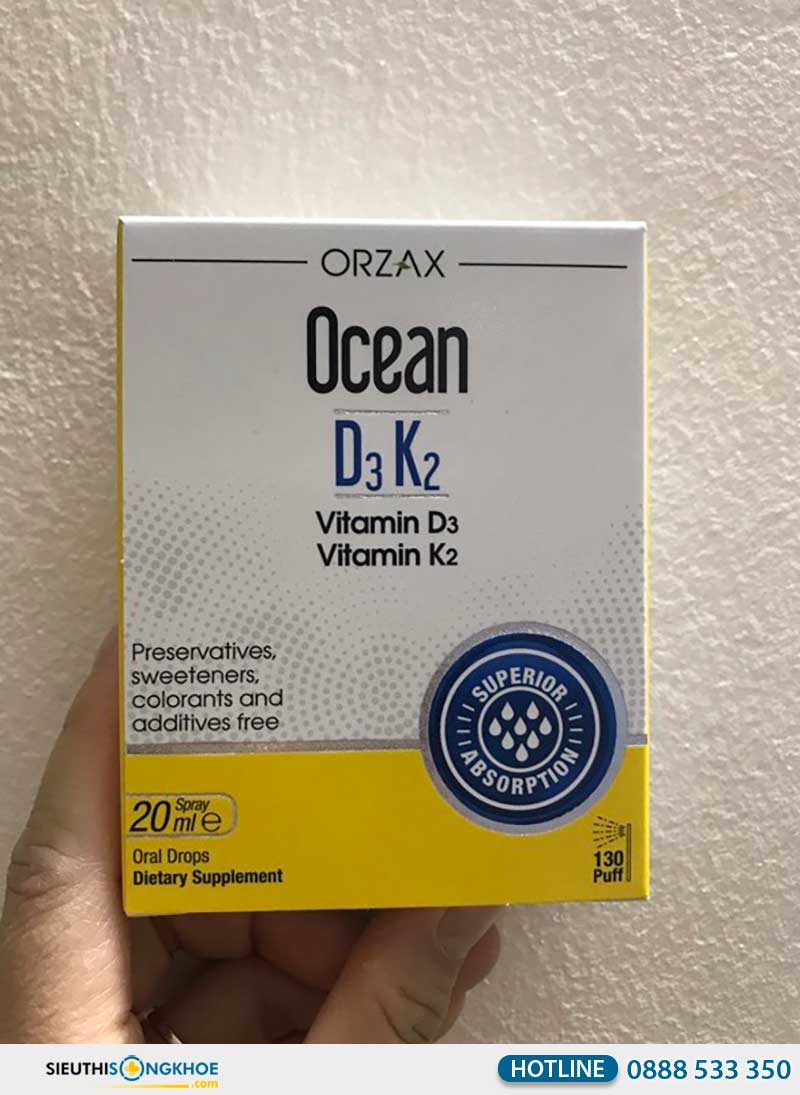 ORZAX
Ocean
D3 K2
Vitamin D3
Vitamin K2
Preservatives,
sweeteners,
colorants and
additives free
SUPERIOR
ABSORPTION
20 Spray
ml e
Oral Drops
Dietary Supplement
130
Puff
SIEUTHISONGKHOE
.com
HOTLINE 0888 533 350